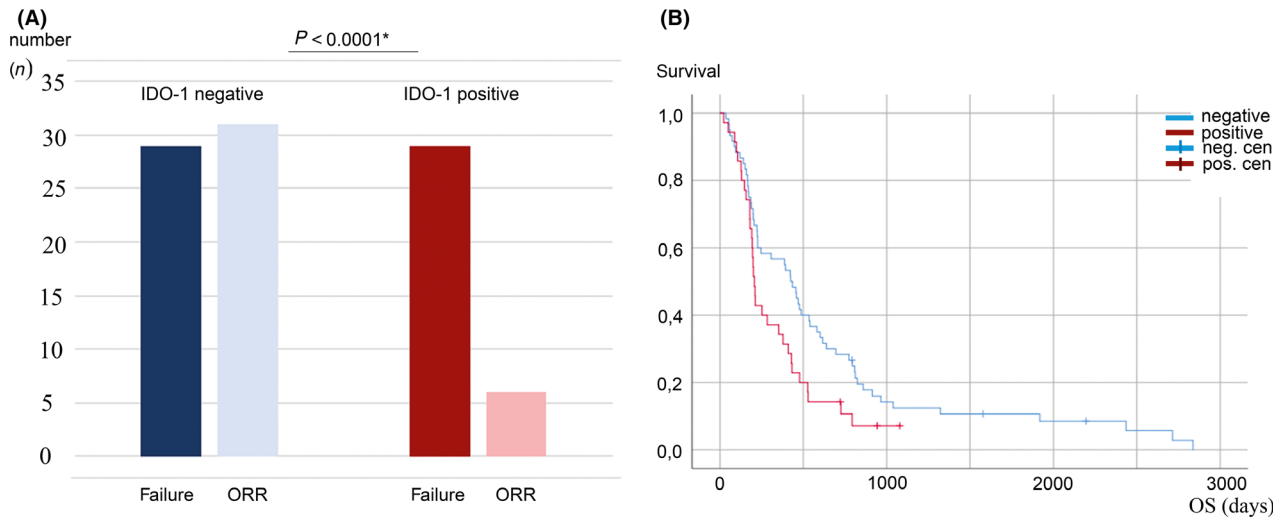 (A)
number
(n)
P < 0.0001*
IDO-1 negative
IDO-1 positive
35
30
25
20
15
10
5
0
Failure
ORR
Failure
ORR
(B)
Survival
1,0
0,8
0,6
0,4
0,2
0,0
negative
positive
neg. cen
pos. cen
0
1000
2000
3000
OS (days)